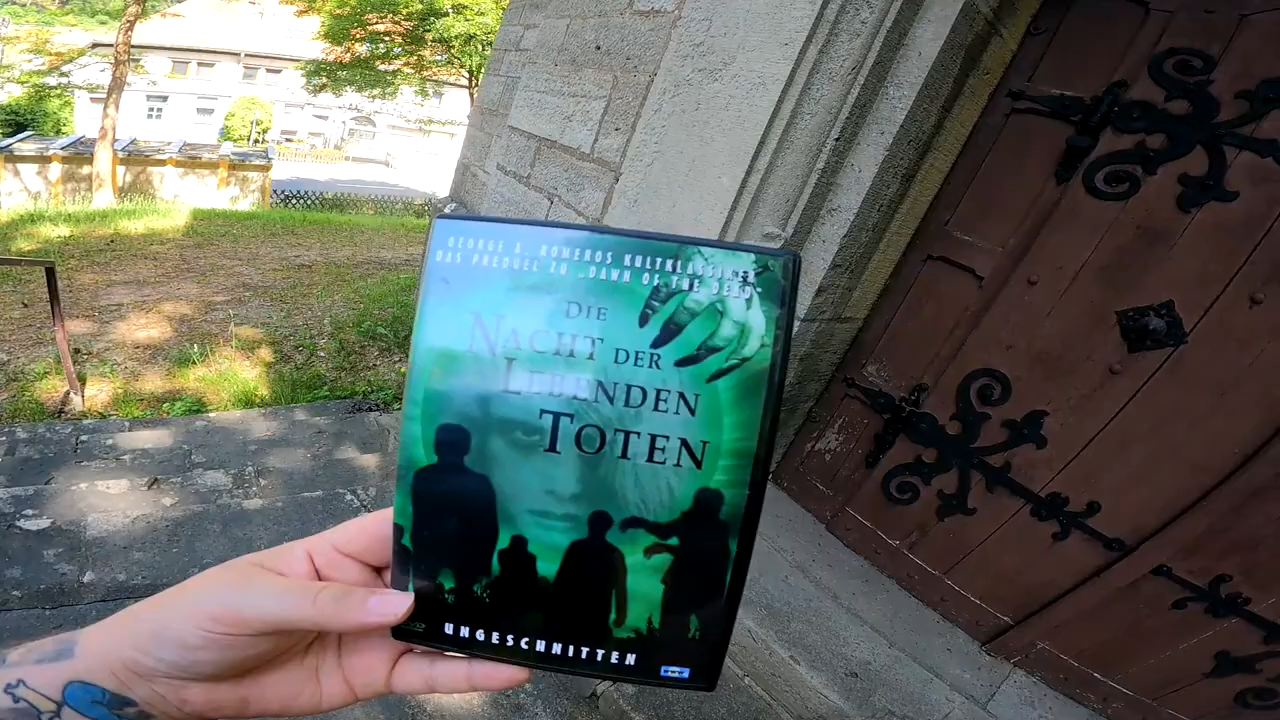 GEORGE A. ROMEROS KULTKLASSIKER
DAS PREQUEL ZU „DAWN OF THE DEAD“
DIE
NACHT DER
LEBENDEN
TOTEN
UNGESCHNITTEN